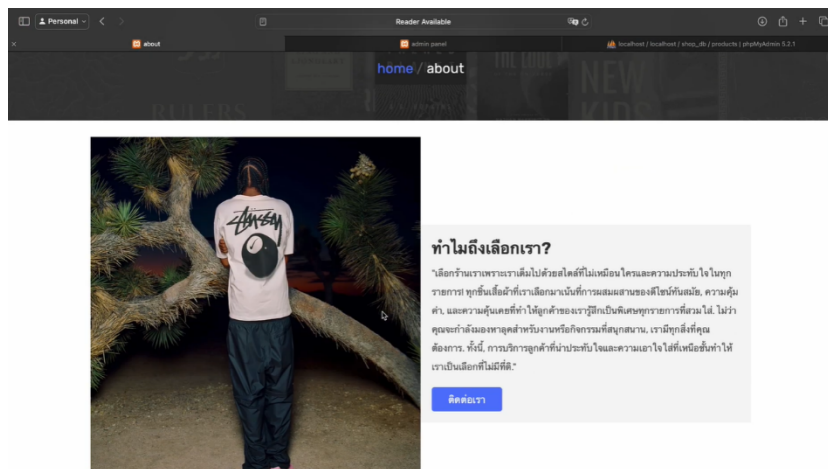 Personal
Reader Available
about
admin panel
localhost / localhost / shop_db / products | phpMyAdmin 5.2.1
THE CODE
home / about
RULERS
NEW
KIDS
STÜSSY
8
ทำไมถึงเลือกเรา?
"เลือกร้านเราเพราะเราเต็มไปด้วยสไตล์ที่ไม่เหมือนใครและความประทับใจในทุก
รายการ! ทุกชิ้นเสื้อผ้าที่เราเลือกมาเน้นที่การผสมผสานของดีไซน์ทันสมัย, ความคุ้ม
ค่า, และความคุ้นเคยที่ทำให้ลูกค้าของเรารู้สึกเป็นพิเศษทุกรายการที่สวมใส่. ไม่ว่า
คุณจะกำลังมองหาลุคสำหรับงานหรือกิจกรรมที่สนุกสนาน, เรามีทุกสิ่งที่คุณ
ต้องการ. ทั้งนี้, การบริการลูกค้าที่น่าประทับใจและความเอาใจใส่ที่เหนือชั้นทำให้
เราเป็นเลือกที่ไม่มีที่ติ."
ติดต่อเรา